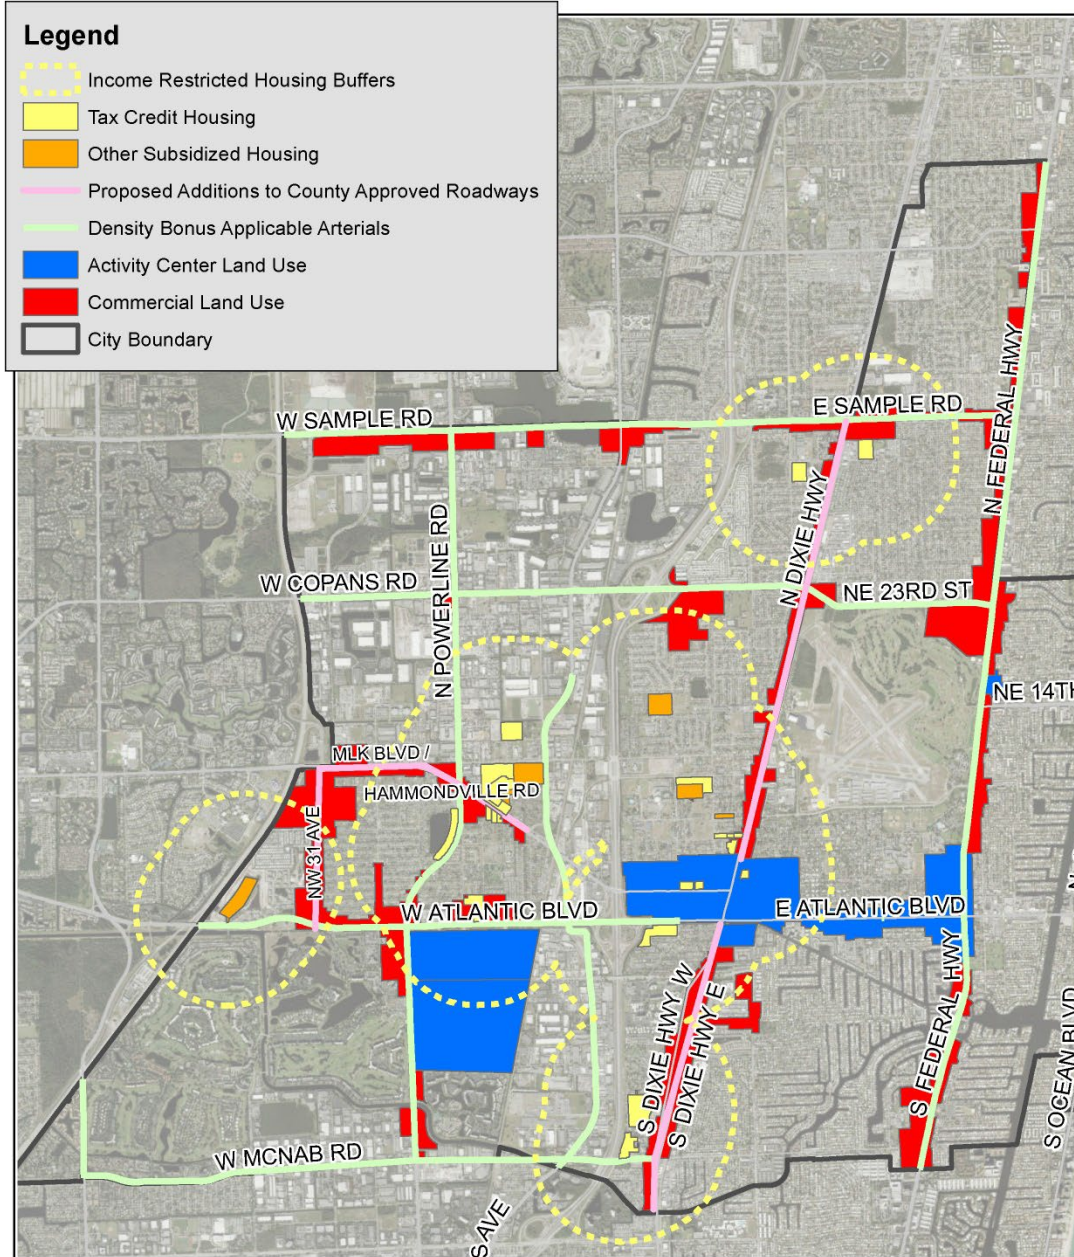 Legend
Income Restricted Housing Buffers
Tax Credit Housing
Other Subsidized Housing
Proposed Additions to County Approved Roadways
Density Bonus Applicable Arterials
Activity Center Land Use
Commercial Land Use
City Boundary
W SAMPLE RD
E SAMPLE RD
N FEDERAL HWY
N POWERLINE RD
N DIXIE HWY
W COPANS RD
NE 23RD ST
NE 14TH
MLK BLVD /
HAMMONDVILLE RD
NW 31 AVE
W ATLANTIC BLVD
E ATLANTIC BLVD
S DIXIE HWY W
S DIXIE HWY E
S FEDERAL HWY
S OCEAN BLVD
W MCNAB RD
S AVE